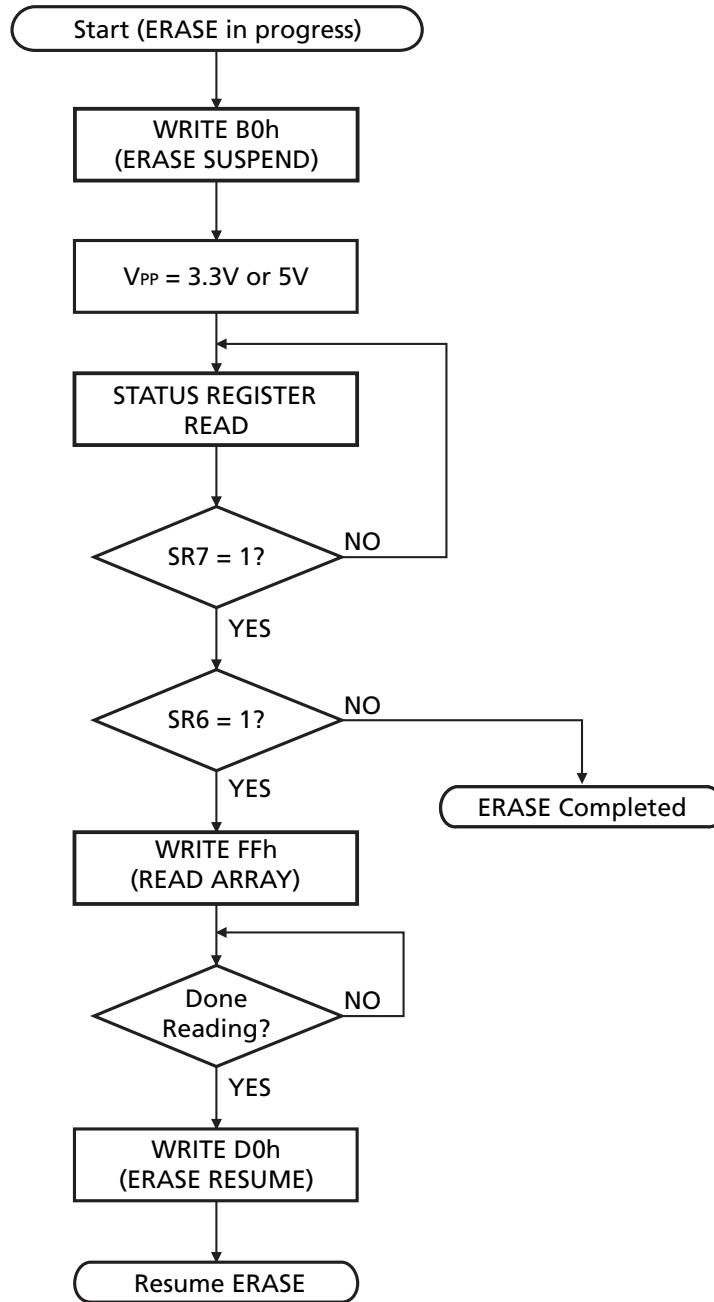 Start (ERASE in progress)
WRITE B0h
(ERASE SUSPEND)
VPP = 3.3V or 5V
STATUS REGISTER
READ
SR7 = 1?
NO
YES
SR6 = 1?
NO
YES
ERASE Completed
WRITE FFh
(READ ARRAY)
Done
Reading?
NO
YES
WRITE D0h
(ERASE RESUME)
Resume ERASE